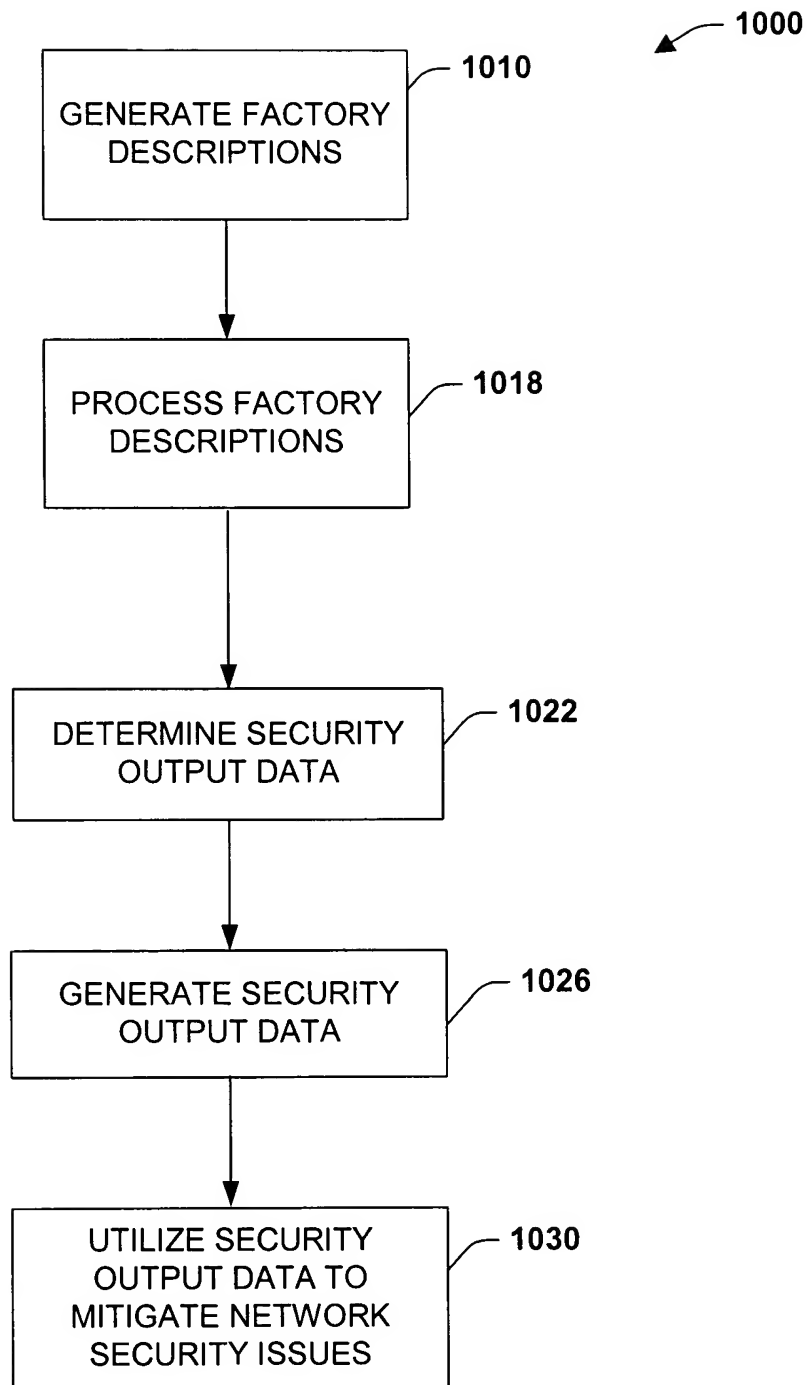 1000
1010
GENERATE FACTORY
DESCRIPTIONS
1018
PROCESS FACTORY
DESCRIPTIONS
1022
DETERMINE SECURITY
OUTPUT DATA
1026
GENERATE SECURITY
OUTPUT DATA
1030
UTILIZE SECURITY
OUTPUT DATA TO
MITIGATE NETWORK
SECURITY ISSUES